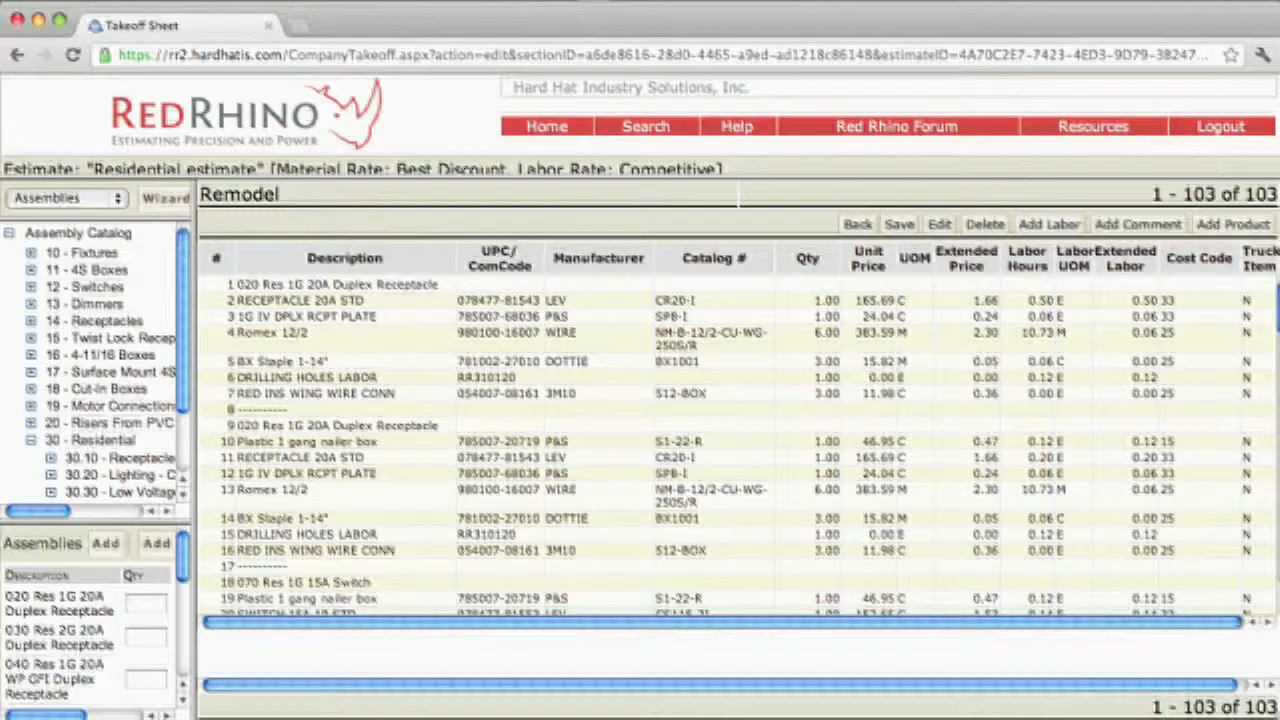 Takeoff Sheet
https://rr2.hardhatis.com/CompanyTakeoff.aspx?action=edit&sectionID=a6de8616-28d0-4465-a9ed-ad1218c86148&estimateID=4A70C2E7-7423-4ED3-9D79-3B247...
Hard Hat Industry Solutions, Inc.
REDRHINO
ESTIMATING PRECISION AND POWER
Home Search Help Red Rhino Forum Resources Logout
Estimate: "Residential estimate" [Material Rate: Best Discount, Labor Rate: Competitive]
Assemblies Wizard
Remodel 1 - 103 of 103
Back Save Edit Delete Add Labor Add Comment Add Product
Assembly Catalog
10 - Fixtures
11 - 4S Boxes
12 - Switches
13 - Dimmers
14 - Receptacles
15 - Twist Lock Recep
16 - 4-11/16 Boxes
17 - Surface Mount 4S
18 - Cut-in Boxes
19 - Motor Connections
20 - Risers From PVC
30 - Residential
30.10 - Receptacle
30.20 - Lighting - C
30.30 - Low Voltag
Assemblies Add Add
DESCRIPTION QTY
020 Res 1G 20A
Duplex Receptacle
030 Res 2G 20A
Duplex Receptacle
040 Res 1G 20A
WP GFI Duplex
Receptacle
# Description UPC/ComCode Manufacturer Catalog # Qty Unit Price UOM Extended Price Labor Hours Labor UOM Extended Labor Cost Code Truck Item
1 020 Res 1G 20A Duplex Receptacle
2 RECEPTACLE 20A STD 078477-81543 LEV CR20-I 1.00 165.69 C 1.66 0.50 E 0.50 33 N
3 1G IV DPLX RCPT PLATE 785007-68036 P&S SP8-I 1.00 24.04 C 0.24 0.06 E 0.06 33 N
4 Romex 12/2 980100-16007 WIRE NM-B-12/2-CU-WG-250S/R 6.00 383.59 M 2.30 10.73 M 0.06 25 N
5 BX Staple 1-14" 781002-27010 DOTTIE BX1001 3.00 15.82 M 0.05 0.06 C 0.00 25 N
6 DRILLING HOLES LABOR RR310120 1.00 0.00 E 0.00 0.12 E 0.12 N
7 RED INS WING WIRE CONN 054007-08161 3M10 512-BOX 3.00 11.98 C 0.36 0.00 E 0.00 25 N
8 ----------
9 020 Res 1G 20A Duplex Receptacle
10 Plastic 1 gang nailer box 785007-20719 P&S S1-22-R 1.00 46.95 C 0.47 0.12 E 0.12 15 N
11 RECEPTACLE 20A STD 078477-81543 LEV CR20-I 1.00 165.69 C 1.66 0.20 E 0.20 33 N
12 1G IV DPLX RCPT PLATE 785007-68036 P&S SP8-I 1.00 24.04 C 0.24 0.06 E 0.06 33 N
13 Romex 12/2 980100-16007 WIRE NM-B-12/2-CU-WG-250S/R 6.00 383.59 M 2.30 10.73 M 0.06 25 N
14 BX Staple 1-14" 781002-27010 DOTTIE BX1001 3.00 15.82 M 0.05 0.06 C 0.00 25 N
15 DRILLING HOLES LABOR RR310120 1.00 0.00 E 0.00 0.12 E 0.12 N
16 RED INS WING WIRE CONN 054007-08161 3M10 512-BOX 3.00 11.98 C 0.36 0.00 E 0.00 25 N
17 ----------
18 070 Res 1G 15A Switch
19 Plastic 1 gang nailer box 785007-20719 P&S S1-22-R 1.00 46.95 C 0.47 0.12 E 0.12 15 N
1 - 103 of 103